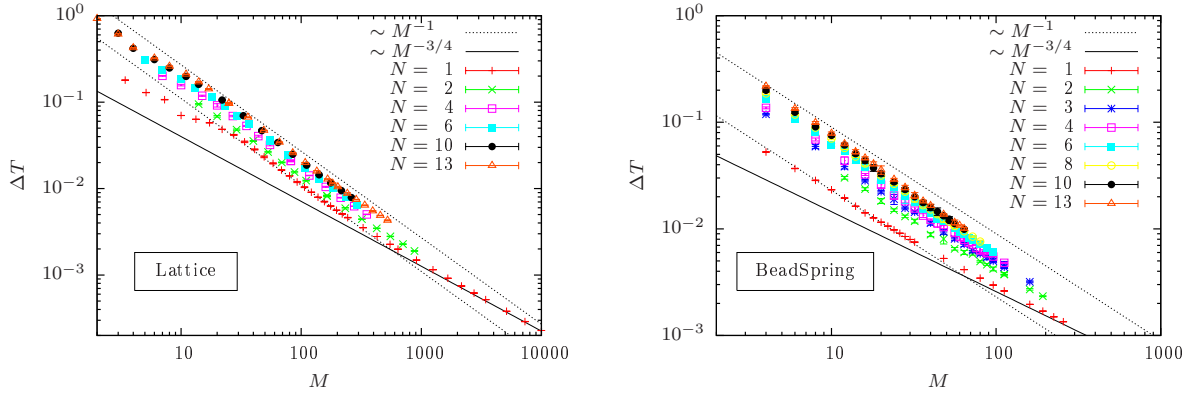 10^0
10^-1
10^-2
10^-3
ΔT
10
100
1000
10000
M
∼ M^-1
∼ M^-3/4
N = 1
N = 2
N = 4
N = 6
N = 10
N = 13
Lattice
10^0
10^-1
10^-2
10^-3
ΔT
10
100
1000
M
∼ M^-1
∼ M^-3/4
N = 1
N = 2
N = 3
N = 4
N = 6
N = 8
N = 10
N = 13
BeadSpring